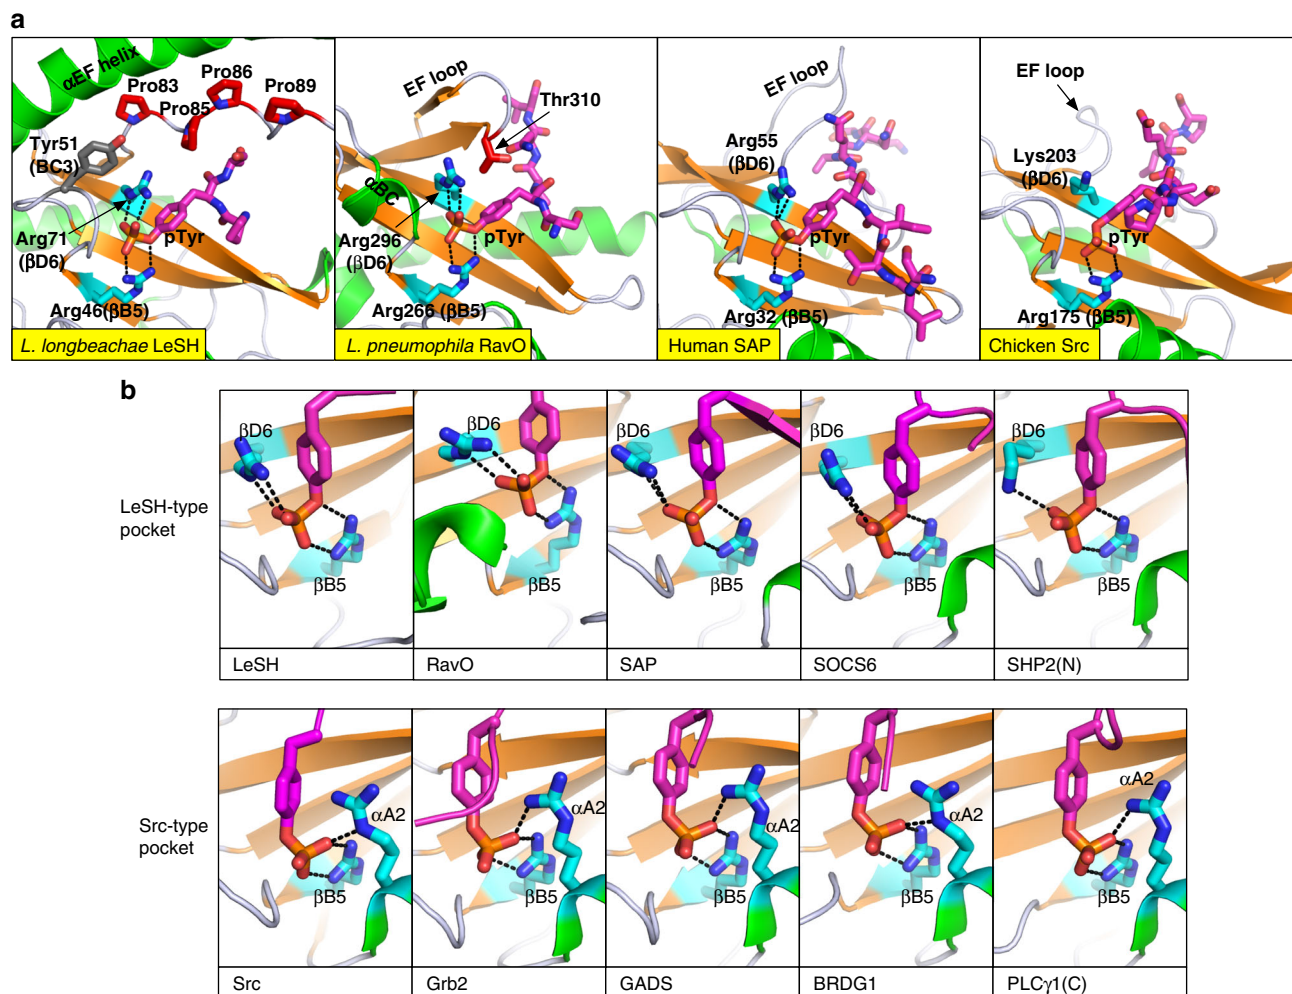 a
αEF helix
Pro83
Pro85
Pro86
Pro89
Tyr51
(BC3)
Arg71
(βD6)
pTyr
Arg46(βB5)
L. longbeachae LeSH
EF loop
Thr310
αBC
Arg296
(βD6)
pTyr
Arg266 (βB5)
L. pneumophila RavO
EF loop
Arg55
(βD6)
pTyr
Arg32 (βB5)
Human SAP
EF loop
Lys203
(βD6)
pTyr
Arg175 (βB5)
Chicken Src
b
LeSH-type
pocket
βD6
βB5
LeSH
βD6
βB5
RavO
βD6
βB5
SAP
βD6
βB5
SOCS6
βD6
βB5
SHP2(N)
Src-type
pocket
αA2
βB5
Src
αA2
βB5
Grb2
αA2
βB5
GADS
αA2
βB5
BRDG1
αA2
βB5
PLCγ1(C)